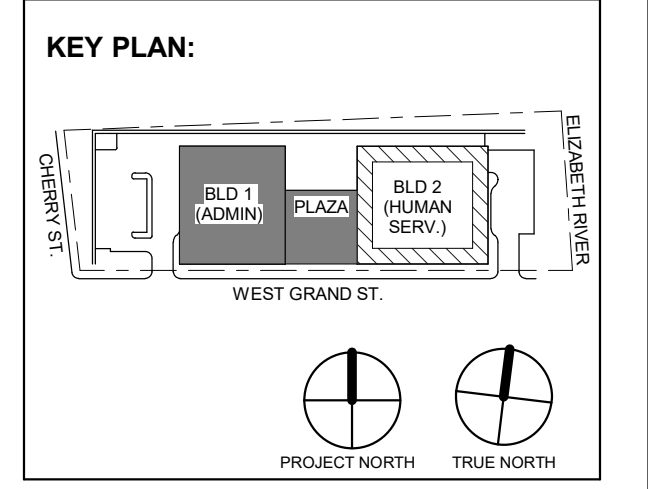 KEY PLAN:
CHERRY ST.
BLD 1
(ADMIN)
PLAZA
BLD 2
(HUMAN
SERV.)
ELIZABETH RIVER
WEST GRAND ST.
PROJECT NORTH
TRUE NORTH